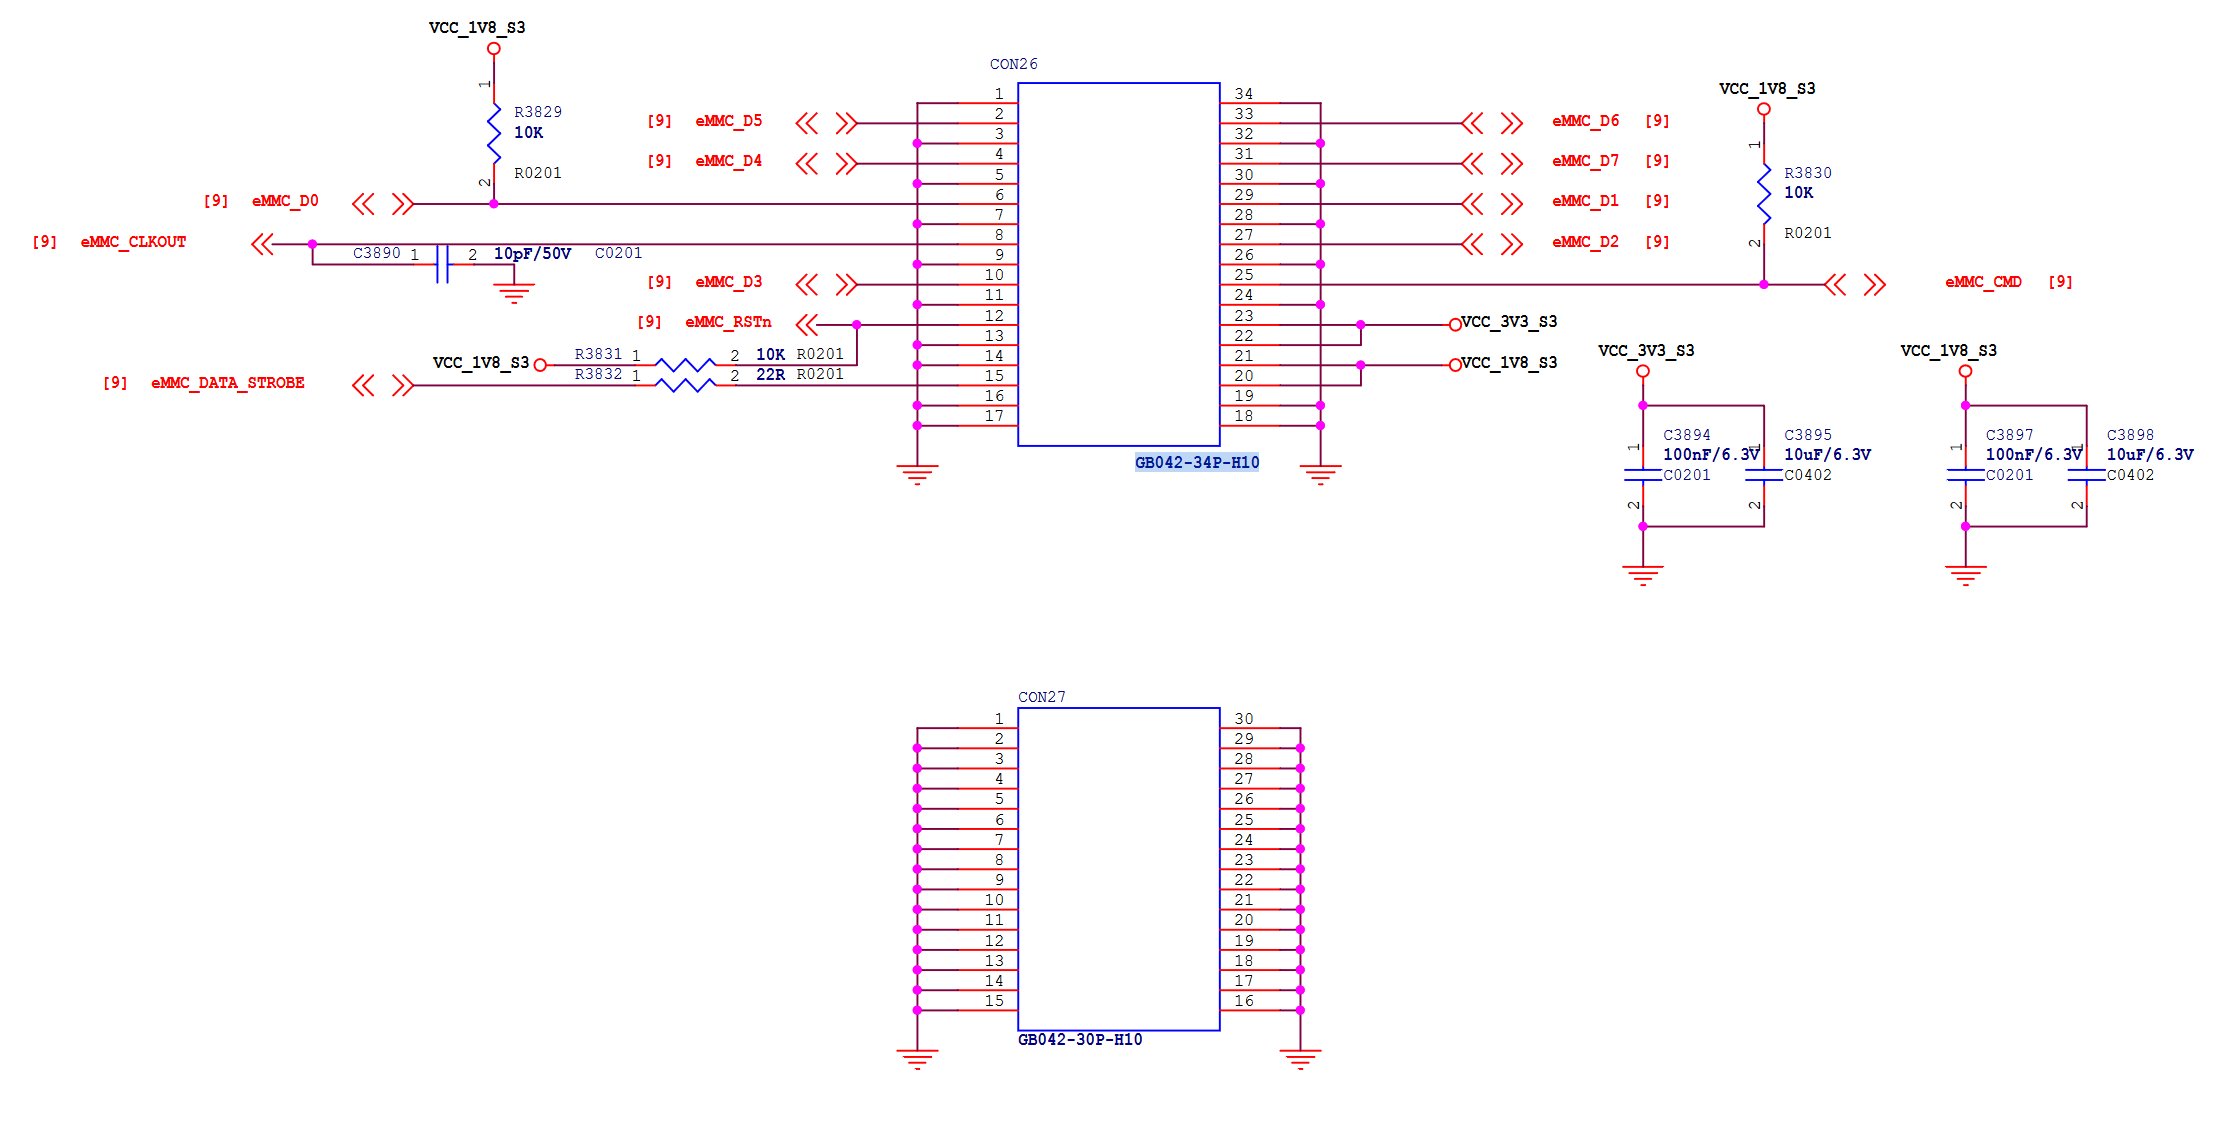 VCC_1V8_S3
1
R3829
10K
2
R0201
CON26
VCC_1V8_S3
1
R3830
10K
2
R0201
[9] eMMC_D5
[9] eMMC_D4
[9] eMMC_D0
[9] eMMC_CLKOUT
C3890 1 2 10pF/50V C0201
[9] eMMC_D3
[9] eMMC_RSTn
VCC_1V8_S3 R3831 1 2 10K R0201
R3832 1 2 22R R0201
[9] eMMC_DATA_STROBE
1 34
2 33
3 32
4 31
5 30
6 29
7 28
8 27
9 26
10 25
11 24
12 23
13 22
14 21
15 20
16 19
17 18
GB042-34P-H10
eMMC_D6 [9]
eMMC_D7 [9]
eMMC_D1 [9]
eMMC_D2 [9]
eMMC_CMD [9]
VCC_3V3_S3
VCC_1V8_S3
VCC_3V3_S3
1
C3894
100nF/6.3V
C0201
2
1
C3895
10uF/6.3V
C0402
2
VCC_1V8_S3
1
C3897
100nF/6.3V
C0201
2
1
C3898
10uF/6.3V
C0402
2
CON27
1 30
2 29
3 28
4 27
5 26
6 25
7 24
8 23
9 22
10 21
11 20
12 19
13 18
14 17
15 16
GB042-30P-H10